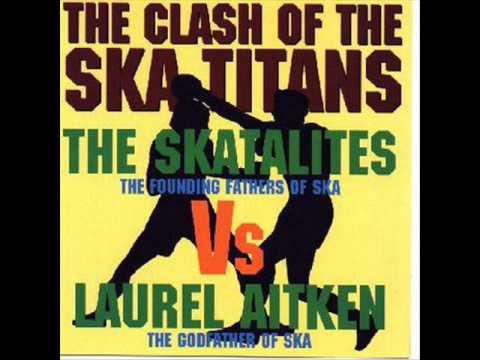 THE CLASH OF THE
SKA TITANS
THE SKATALITES
THE FOUNDING FATHERS OF SKA
Vs
LAUREL AITKEN
THE GODFATHER OF SKA